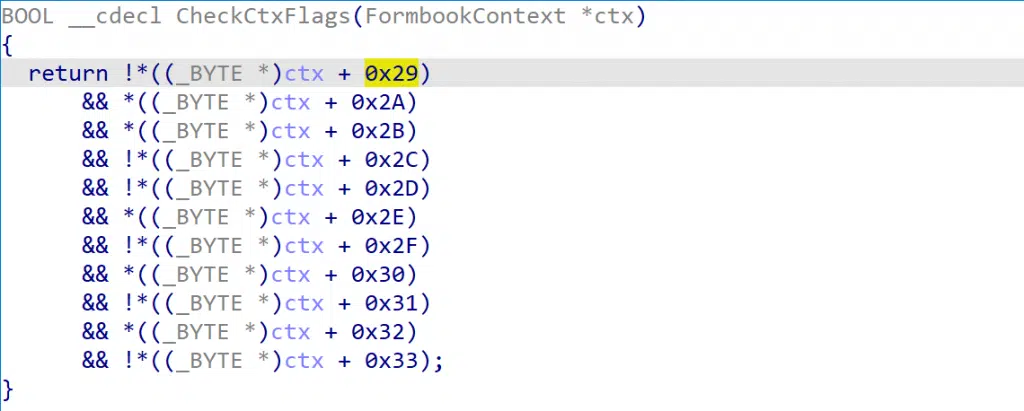 BOOL __cdecl CheckCtxFlags(FormbookContext *ctx)
{
  return !*((_BYTE *)ctx + 0x29)
      && *((_BYTE *)ctx + 0x2A)
      && *((_BYTE *)ctx + 0x2B)
      && !*((_BYTE *)ctx + 0x2C)
      && !*((_BYTE *)ctx + 0x2D)
      && *((_BYTE *)ctx + 0x2E)
      && !*((_BYTE *)ctx + 0x2F)
      && *((_BYTE *)ctx + 0x30)
      && !*((_BYTE *)ctx + 0x31)
      && *((_BYTE *)ctx + 0x32)
      && !*((_BYTE *)ctx + 0x33);
}